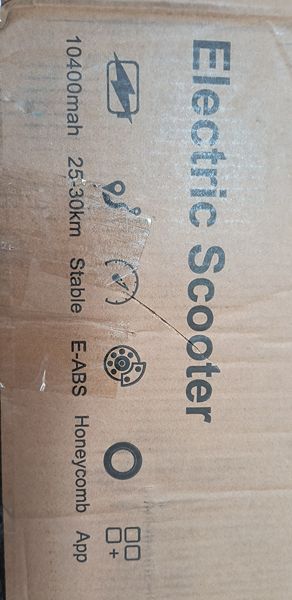 Electric Scooter
10400mah 25-30km Stable E-ABS Honeycomb App